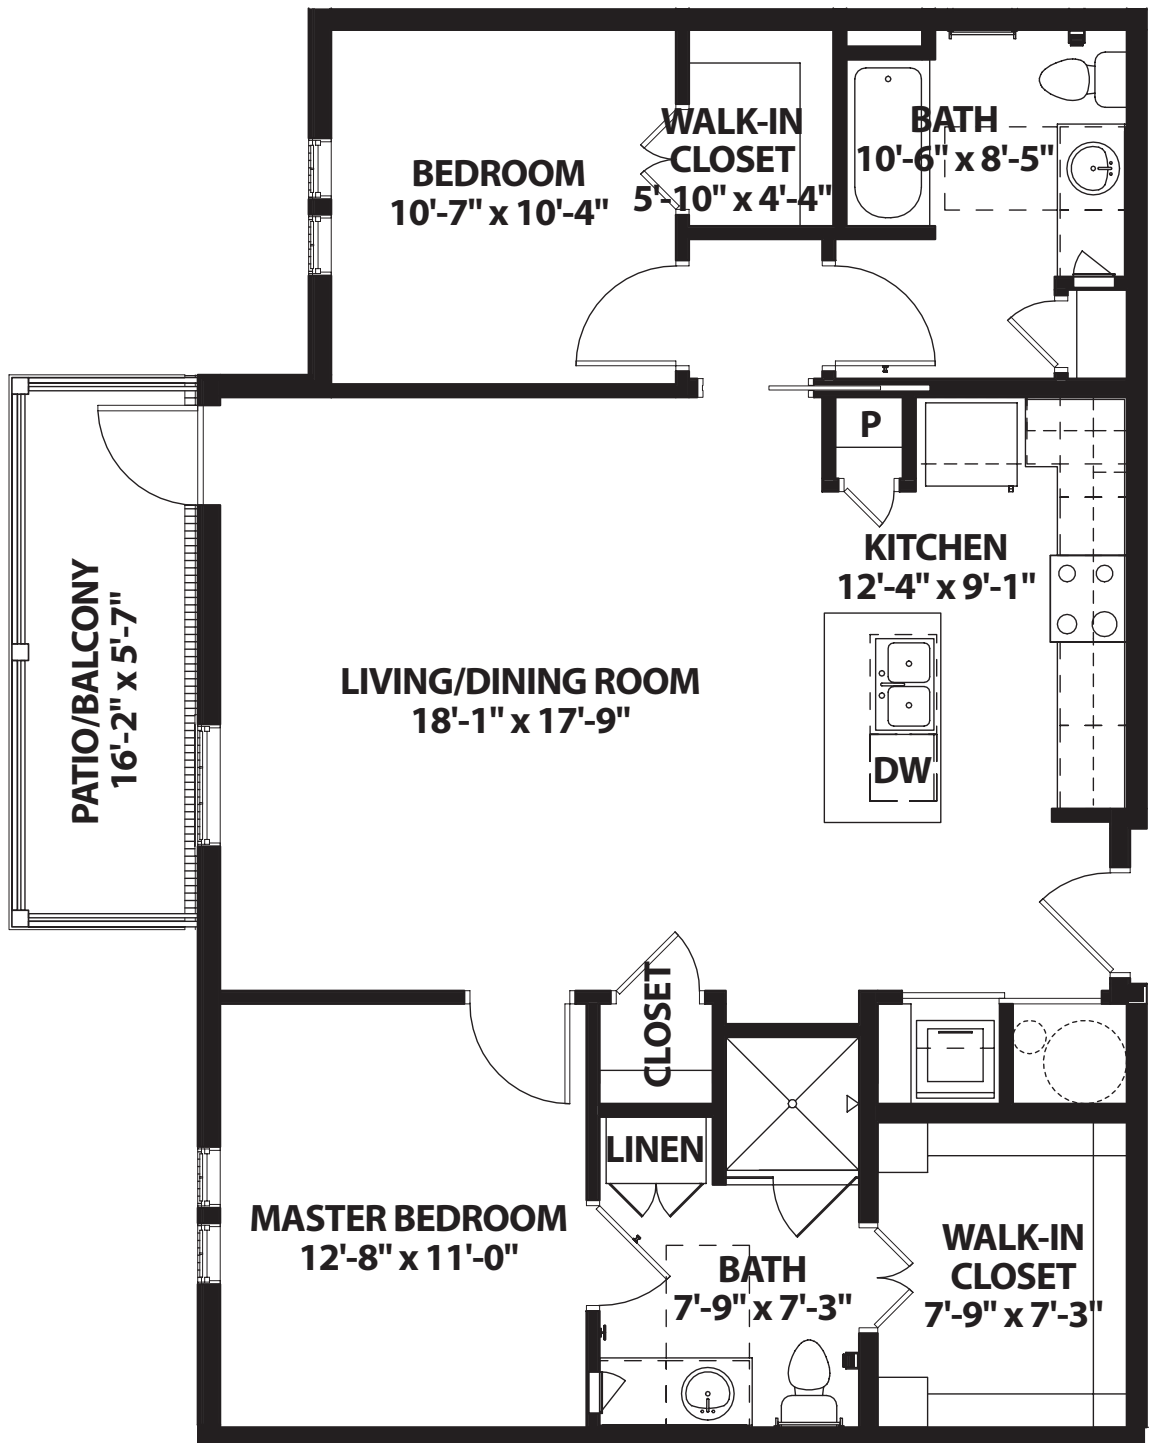 WALK-IN
CLOSET
5'-10" x 4'-4"
BATH
10'-6" x 8'-5"
BEDROOM
10'-7" x 10'-4"
P
KITCHEN
12'-4" x 9'-1"
PATIO/BALCONY
16'-2" x 5'-7"
LIVING/DINING ROOM
18'-1" x 17'-9"
DW
CLOSET
LINEN
MASTER BEDROOM
12'-8" x 11'-0"
BATH
7'-9" x 7'-3"
WALK-IN
CLOSET
7'-9" x 7'-3"